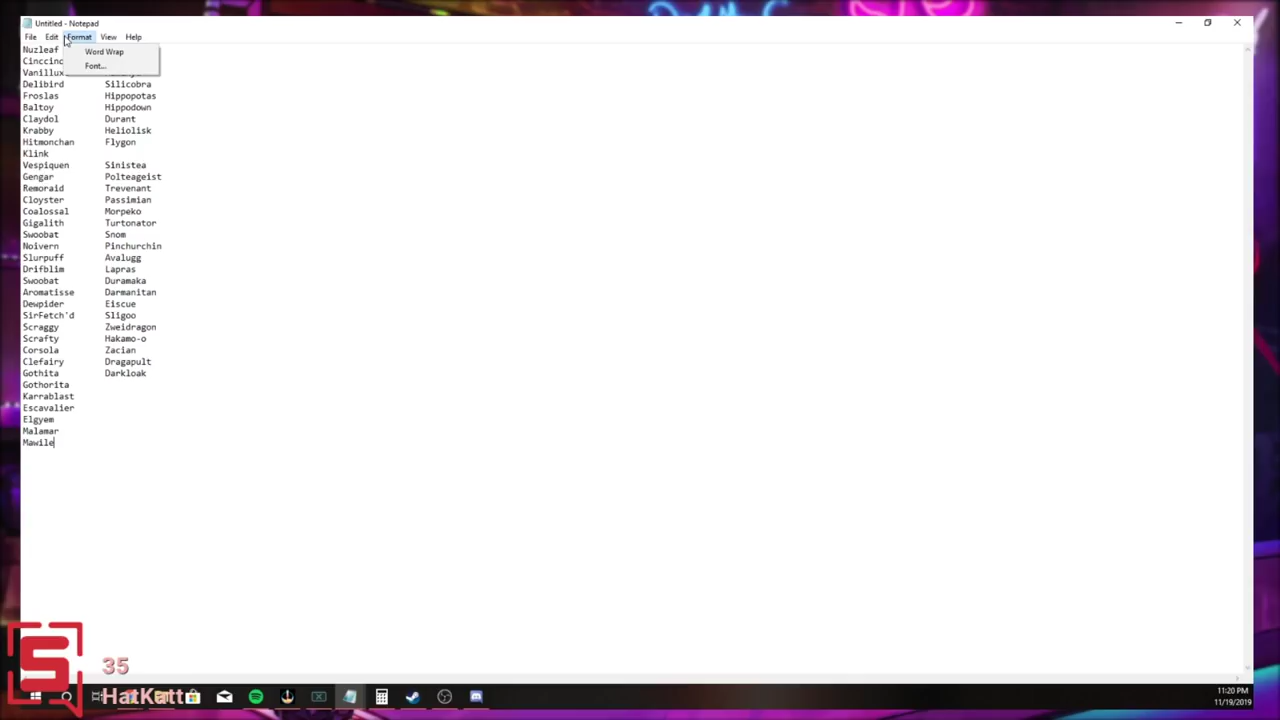 Untitled - Notepad
File Edit Format View Help
Word Wrap
Font...
Nuzleaf
Cinccino
Vanillux
Delibird Silicobra
Froslas Hippopotas
Baltoy Hippodown
Claydol Durant
Krabby Heliolisk
Hitmonchan Flygon
Klink
Vespiquen Sinistea
Gengar Polteageist
Remoraid Trevenant
Cloyster Passimian
Coalossal Morpeko
Gigalith Turtonator
Swoobat Snom
Noivern Pinchurchin
Slurpuff Avalugg
Drifblim Lapras
Swoobat Duramaka
Aromatisse Darmanitan
Dewpider Eiscue
SirFetch'd Sligoo
Scraggy Zweidragon
Scrafty Hakamo-o
Corsola Zacian
Clefairy Dragapult
Gothita Darkloak
Gothorita
Karrablast
Escavalier
Elgyem
Malamar
Mawile
S
35
HatKatt
11:20 PM
11/19/2019